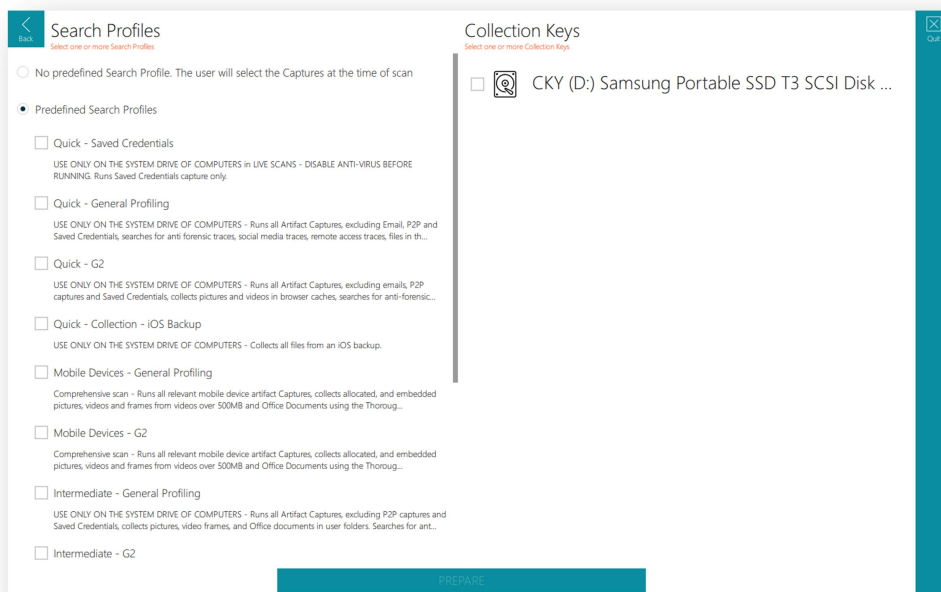 Back
Search Profiles
Select one or more Search Profiles
No predefined Search Profile. The user will select the Captures at the time of scan
Predefined Search Profiles
Quick - Saved Credentials
USE ONLY ON THE SYSTEM DRIVE OF COMPUTERS in LIVE SCANS - DISABLE ANTI-VIRUS BEFORE
RUNNING. Runs Saved Credentials capture only.
Quick - General Profiling
USE ONLY ON THE SYSTEM DRIVE OF COMPUTERS - Runs all Artifact Captures, excluding Email, P2P and
Saved Credentials, searches for anti forensic traces, social media traces, remote access traces, files in th...
Quick - G2
USE ONLY ON THE SYSTEM DRIVE OF COMPUTERS - Runs all Artifact Captures, excluding emails, P2P
captures and Saved Credentials, collects pictures and videos in browser caches, searches for anti-forensic...
Quick - Collection - iOS Backup
USE ONLY ON THE SYSTEM DRIVE OF COMPUTERS - Collects all files from an iOS backup.
Mobile Devices - General Profiling
Comprehensive scan - Runs all relevant mobile device artifact Captures, collects allocated, and embedded
pictures, videos and frames from videos over 500MB and Office Documents using the Thoroug...
Mobile Devices - G2
Comprehensive scan - Runs all relevant mobile device artifact Captures, collects allocated, and embedded
pictures, videos and frames from videos over 500MB and Office Documents using the Thoroug...
Intermediate - General Profiling
USE ONLY ON THE SYSTEM DRIVE OF COMPUTERS - Runs all Artifact Captures, excluding P2P captures and
Saved Credentials, collects pictures, video frames, and Office documents in user folders. Searches for ant...
Intermediate - G2
Collection Keys
Select one or more Collection Keys
CKY (D:) Samsung Portable SSD T3 SCSI Disk ...
Quit
PREPARE